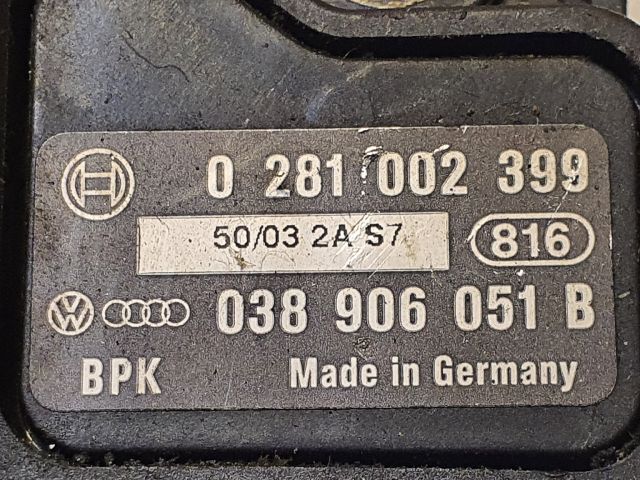 0 281 002 399
50/03 2A S7 816
038 906 051 B
BPK Made in Germany